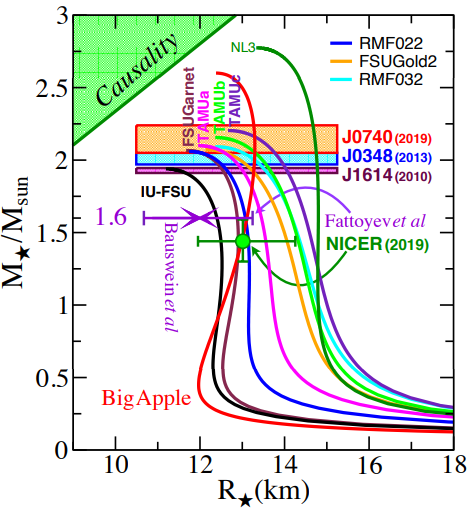 3
2.5
2
1.5
1
0.5
0
10
12
14
16
18
M★/Msun
R★(km)
Causality
NL3
RMF022
FSUGold2
RMF032
FSUGarnet
TAMUa
TAMUb
TAMUc
J0740 (2019)
J0348 (2013)
J1614 (2010)
IU-FSU
1.6
Bauswein et al
Fattoyev et al
NICER (2019)
BigApple